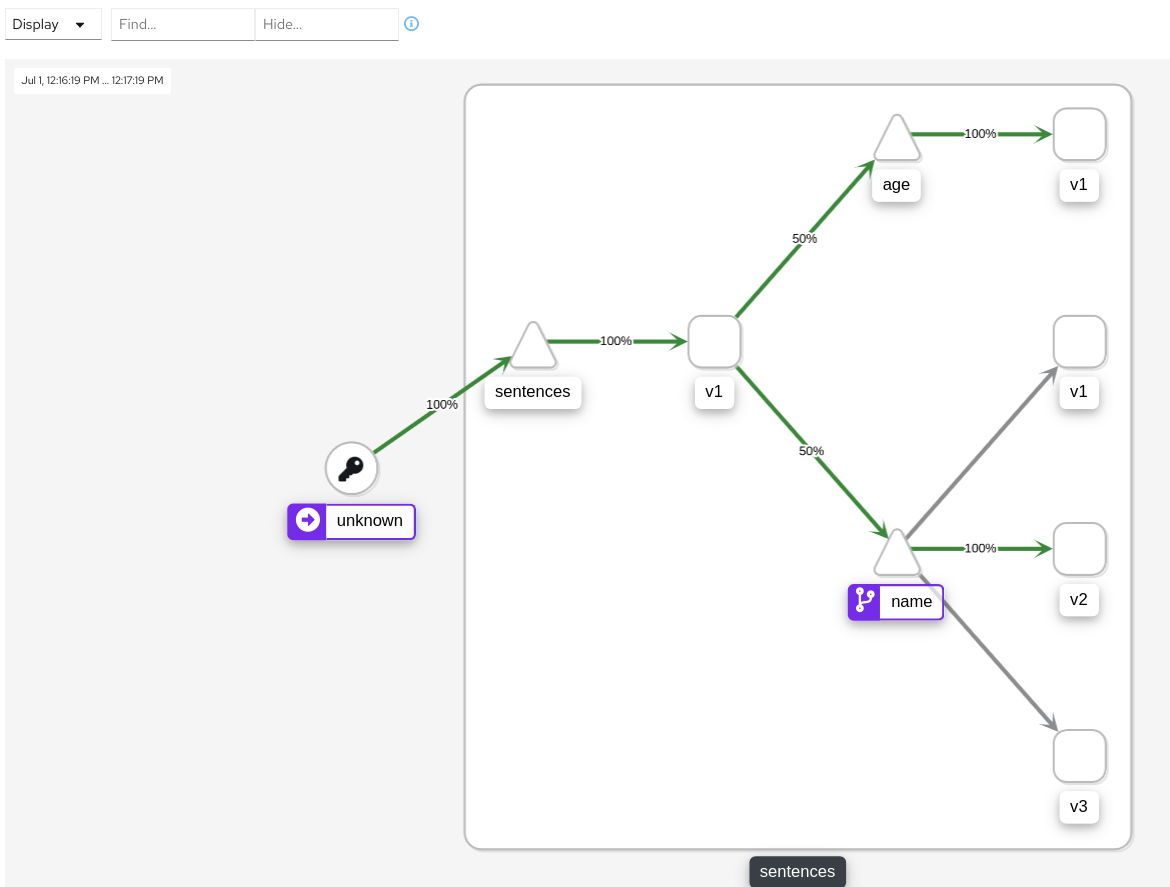 Display
Find...
Hide...
Jul 1, 12:16:19 PM ... 12:17:19 PM
100%
age
v1
50%
100%
sentences
v1
v1
100%
50%
unknown
100%
name
v2
v3
sentences